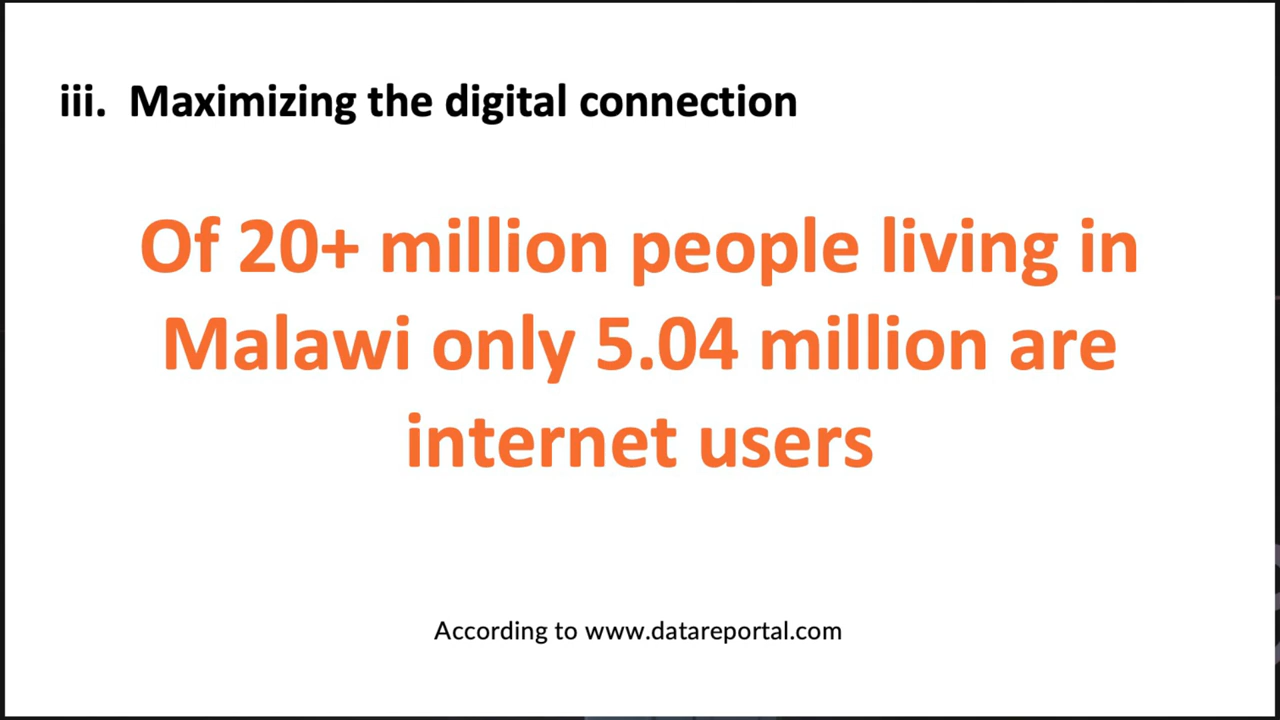 iii. Maximizing the digital connection
Of 20+ million people living in
Malawi only 5.04 million are
internet users
According to www.datareportal.com